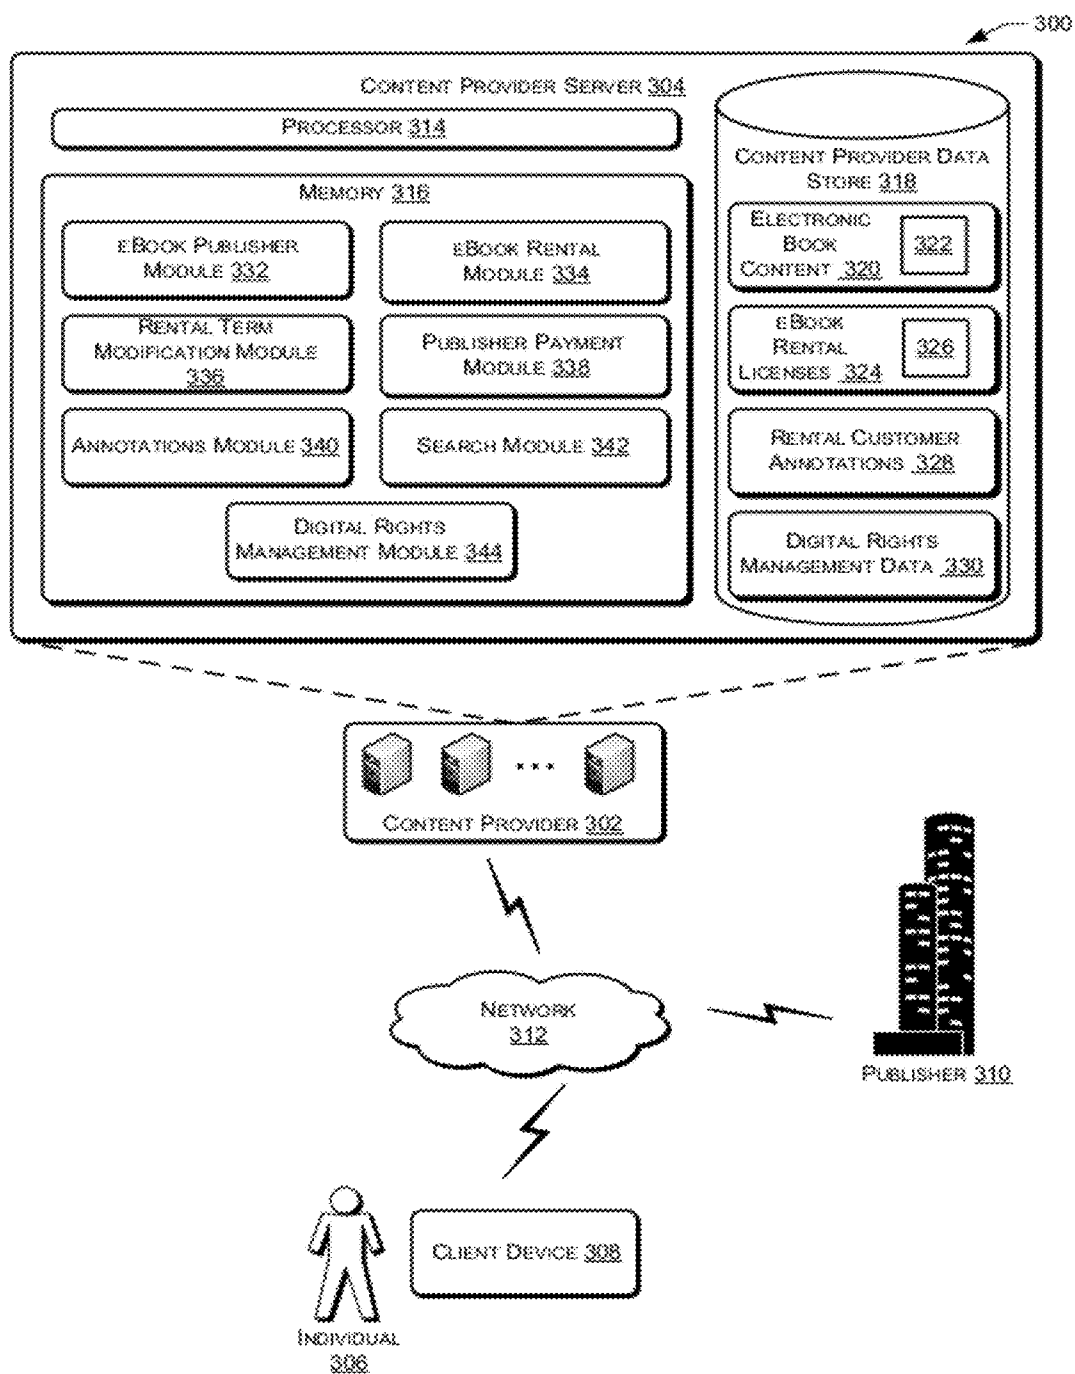 300
Content Provider Server 304
Processor 314
Memory 316
eBook Publisher
Module 332
eBook Rental
Module 334
Rental Term
Modification Module
336
Publisher Payment
Module 338
Annotations Module 340
Search Module 342
Digital Rights
Management Module 344
Content Provider Data
Store 318
Electronic
Book
Content 320
322
eBook
Rental
Licenses 324
326
Rental Customer
Annotations 328
Digital Rights
Management Data 330
...
Content Provider 302
Network
312
Publisher 310
Client Device 308
Individual
306